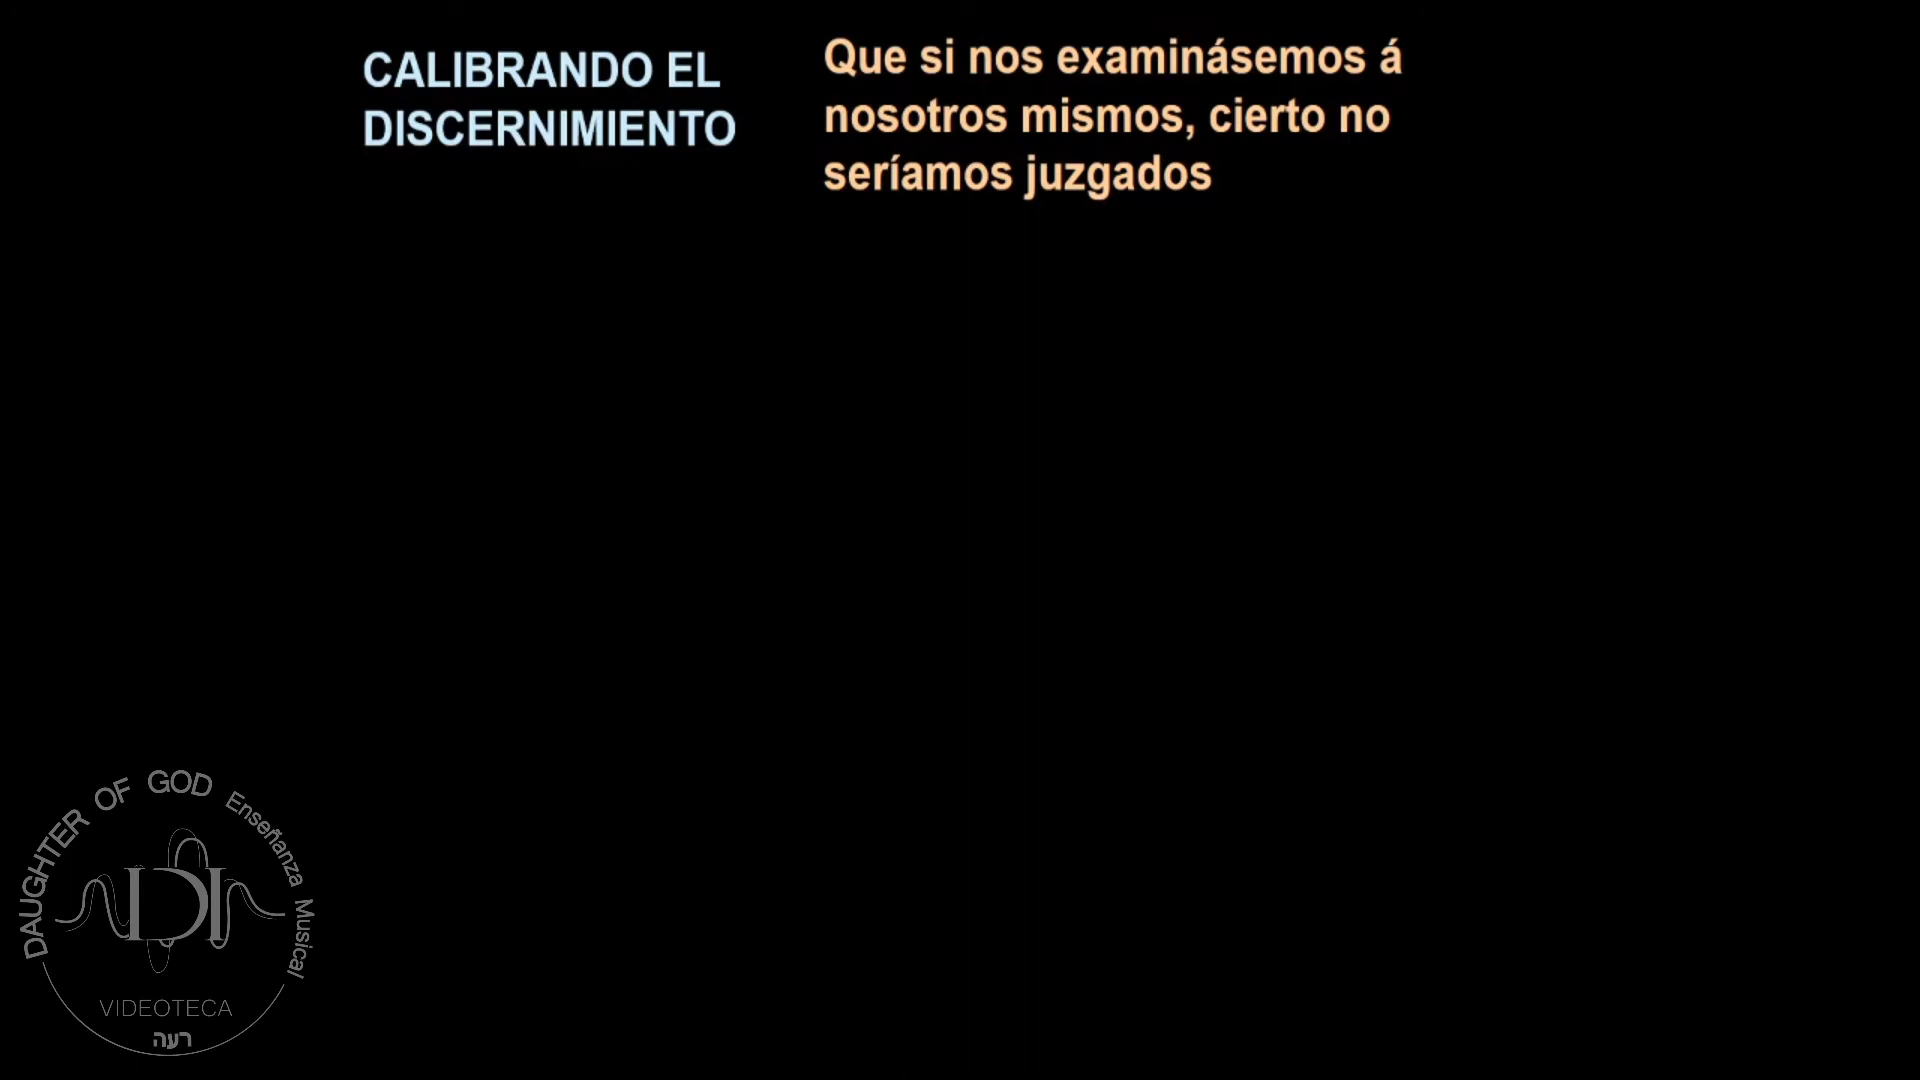 CALIBRANDO EL
DISCERNIMIENTO
Que si nos examinásemos á
nosotros mismos, cierto no
seríamos juzgados
DAUGHTER OF GOD Enseñanza Musical
DI
VIDEOTECA
רעה